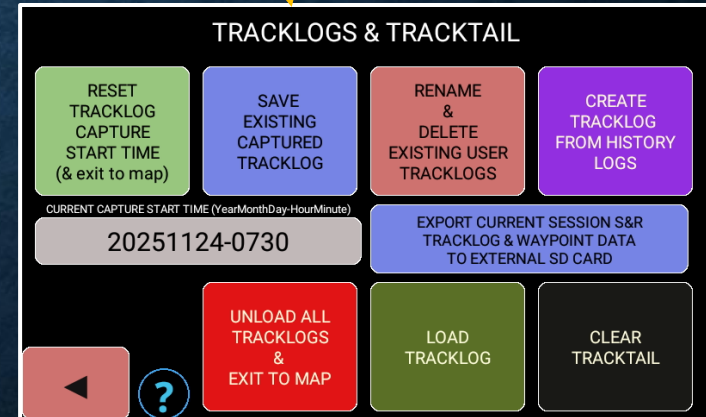 TRACKLOGS & TRACKTAIL
RESET
TRACKLOG
CAPTURE
START TIME
(& exit to map)
SAVE
EXISTING
CAPTURED
TRACKLOG
RENAME
&
DELETE
EXISTING USER
TRACKLOGS
CREATE
TRACKLOG
FROM HISTORY
LOGS
CURRENT CAPTURE START TIME (YearMonthDay-HourMinute)
20251124-0730
EXPORT CURRENT SESSION S&R
TRACKLOG & WAYPOINT DATA
TO EXTERNAL SD CARD
UNLOAD ALL
TRACKLOGS
&
EXIT TO MAP
LOAD
TRACKLOG
CLEAR
TRACKTAIL
?